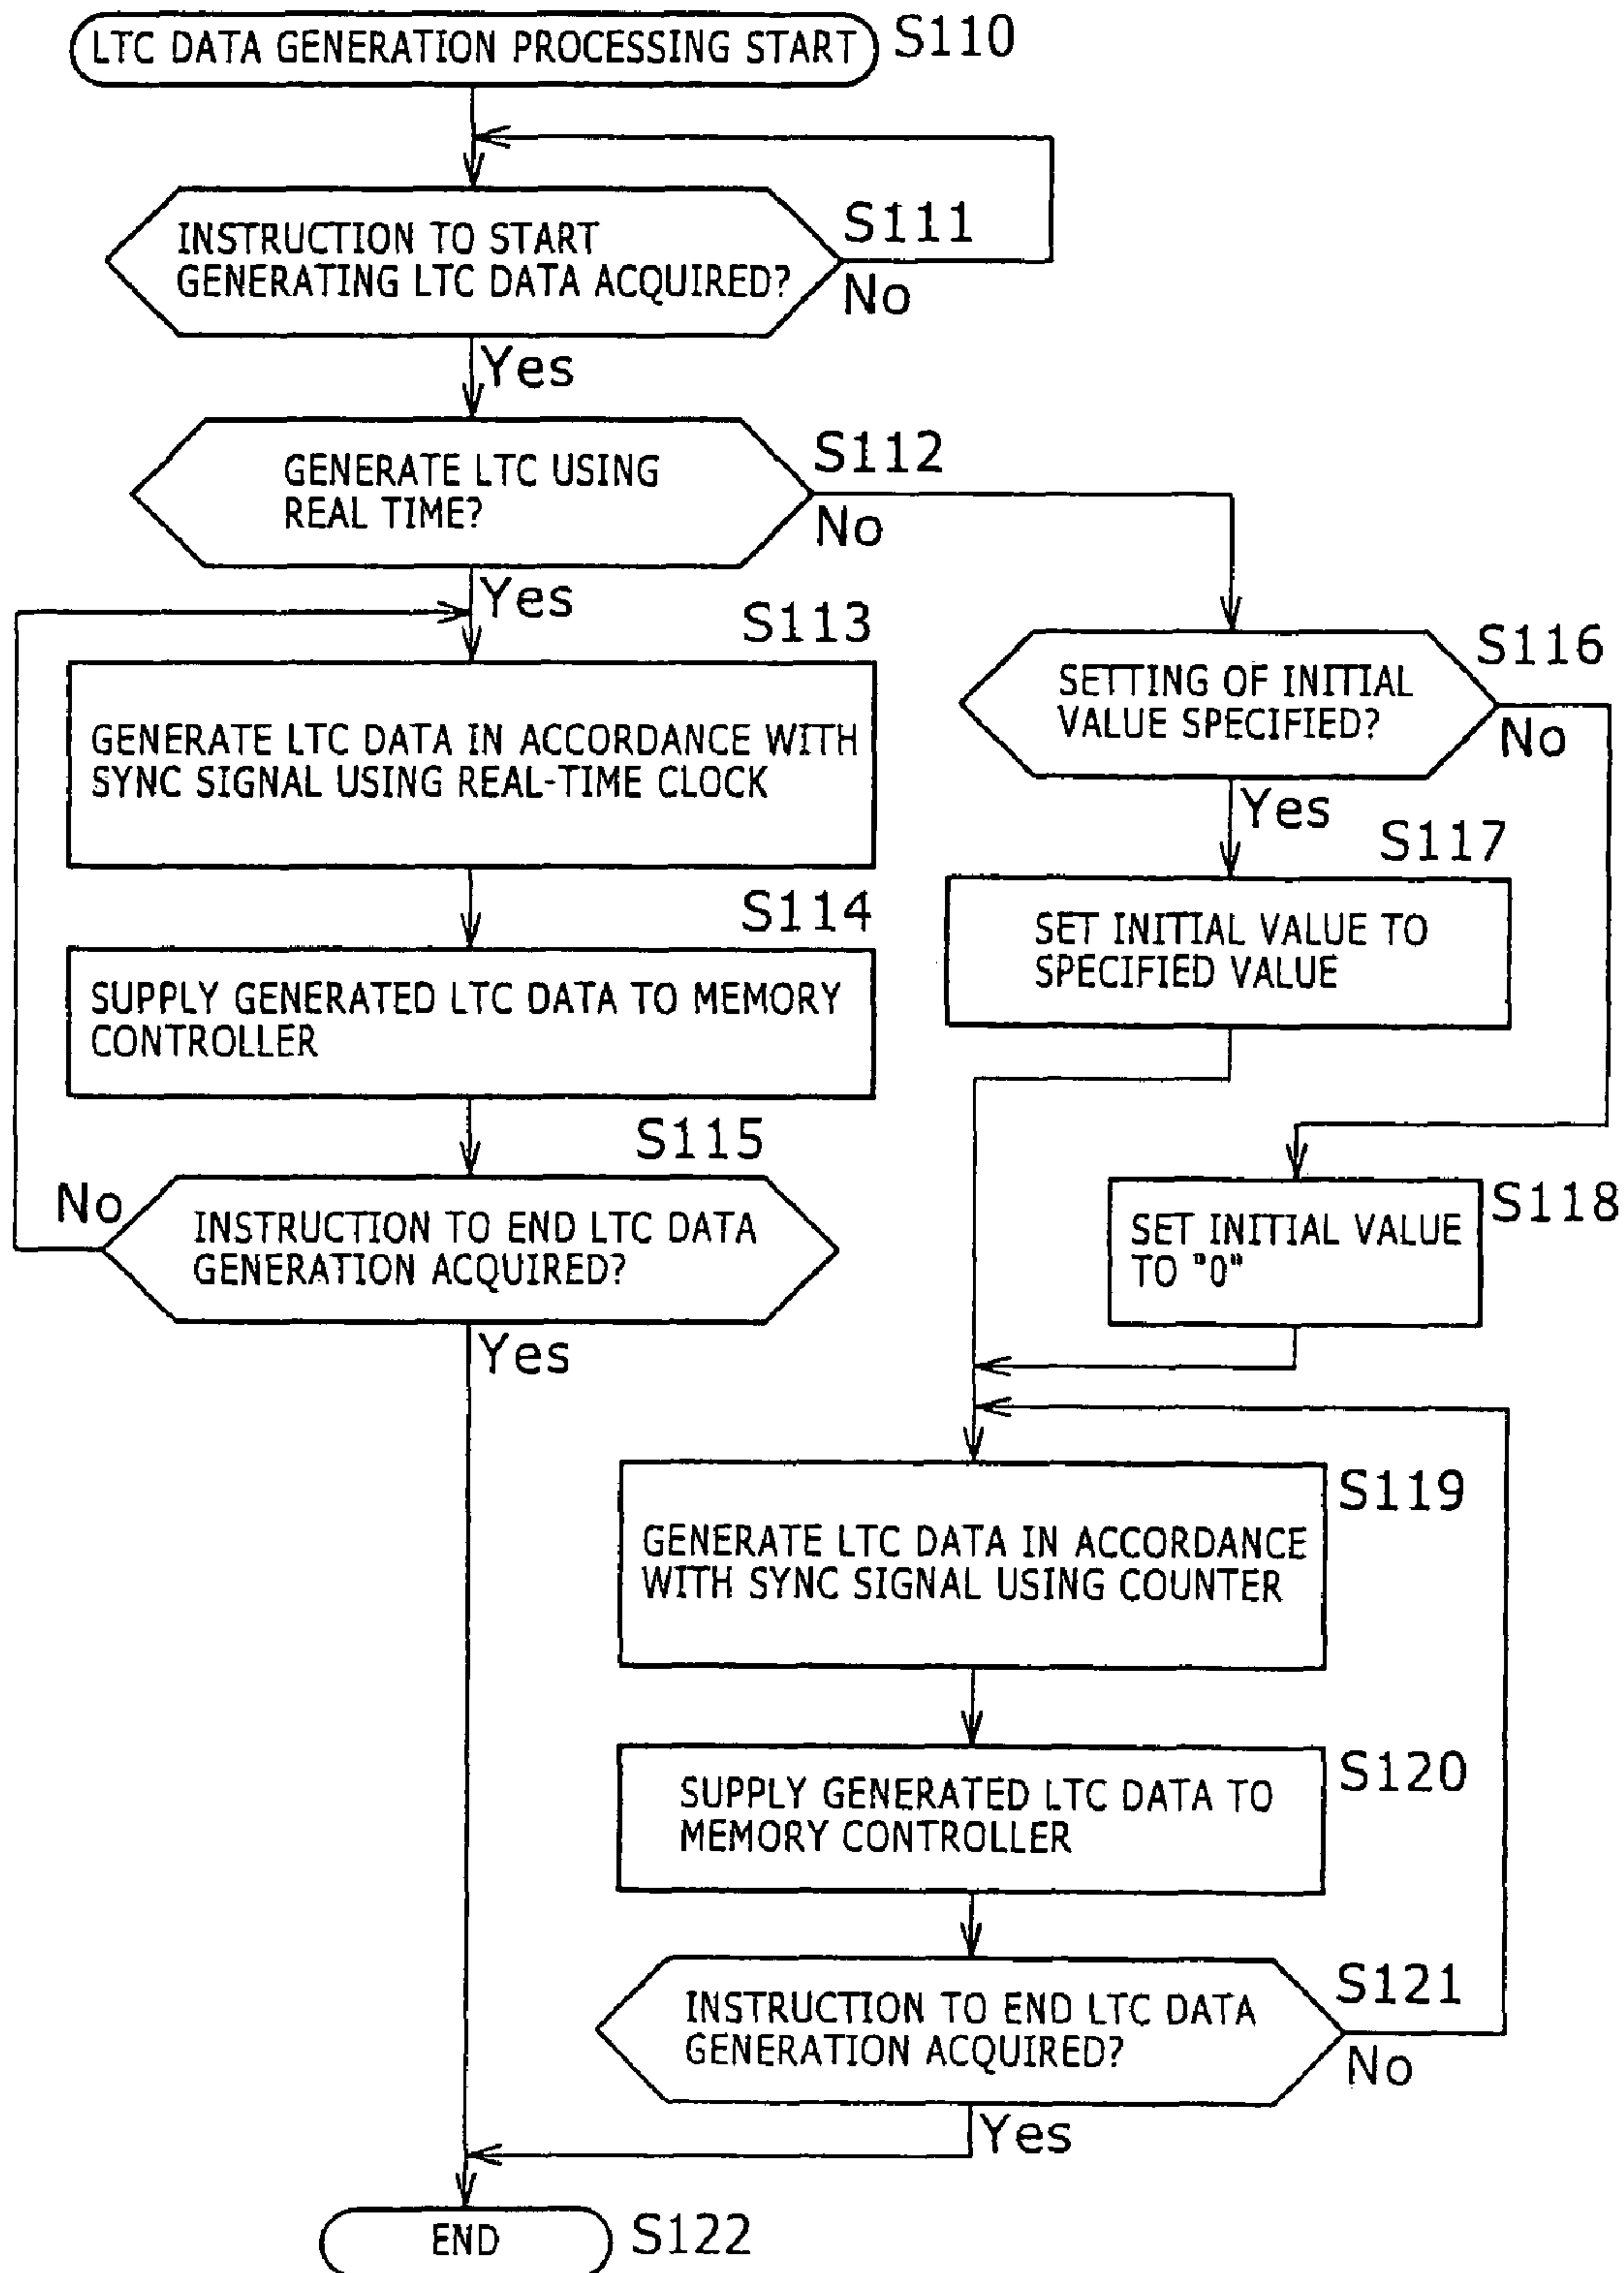 LTC DATA GENERATION PROCESSING START
S110
INSTRUCTION TO START
GENERATING LTC DATA ACQUIRED?
S111
No
Yes
GENERATE LTC USING
REAL TIME?
S112
No
Yes
S113
GENERATE LTC DATA IN ACCORDANCE WITH
SYNC SIGNAL USING REAL-TIME CLOCK
S114
SUPPLY GENERATED LTC DATA TO MEMORY
CONTROLLER
S115
No
INSTRUCTION TO END LTC DATA
GENERATION ACQUIRED?
Yes
S116
SETTING OF INITIAL
VALUE SPECIFIED?
No
Yes
S117
SET INITIAL VALUE TO
SPECIFIED VALUE
S118
SET INITIAL VALUE
TO "0"
S119
GENERATE LTC DATA IN ACCORDANCE
WITH SYNC SIGNAL USING COUNTER
S120
SUPPLY GENERATED LTC DATA TO
MEMORY CONTROLLER
S121
INSTRUCTION TO END LTC DATA
GENERATION ACQUIRED?
No
Yes
END
S122